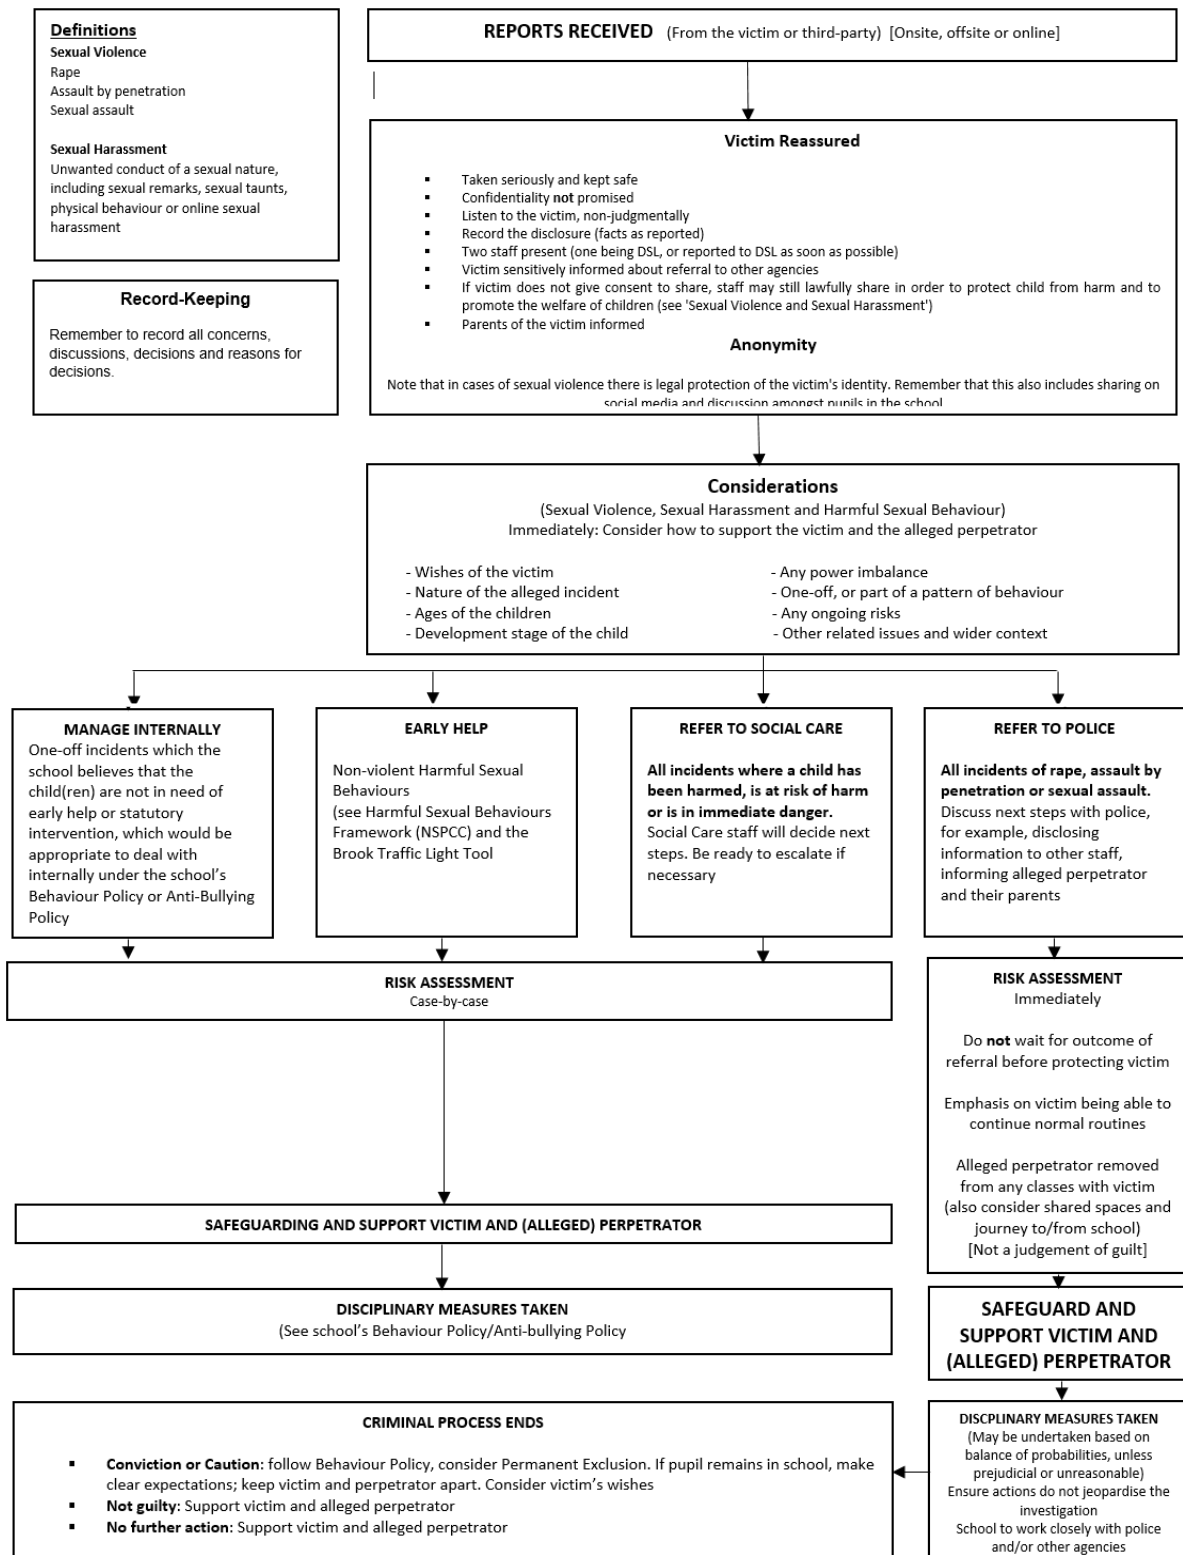 Definitions
Sexual Violence
Rape
Assault by penetration
Sexual assault
Sexual Harassment
Unwanted conduct of a sexual nature,
including sexual remarks, sexual taunts,
physical behaviour or online sexual
harassment
Record-Keeping
Remember to record all concerns,
discussions, decisions and reasons for
decisions.
REPORTS RECEIVED (From the victim or third-party) [Onsite, offsite or online]
Victim Reassured
▪ Taken seriously and kept safe
▪ Confidentiality not promised
▪ Listen to the victim, non-judgmentally
▪ Record the disclosure (facts as reported)
▪ Two staff present (one being DSL, or reported to DSL as soon as possible)
▪ Victim sensitively informed about referral to other agencies
▪ If victim does not give consent to share, staff may still lawfully share in order to protect child from harm and to
promote the welfare of children (see 'Sexual Violence and Sexual Harassment')
▪ Parents of the victim informed
Anonymity
Note that in cases of sexual violence there is legal protection of the victim's identity. Remember that this also includes sharing on
social media and discussion amongst pupils in the school
Considerations
(Sexual Violence, Sexual Harassment and Harmful Sexual Behaviour)
Immediately: Consider how to support the victim and the alleged perpetrator
- Wishes of the victim
- Nature of the alleged incident
- Ages of the children
- Development stage of the child
- Any power imbalance
- One-off, or part of a pattern of behaviour
- Any ongoing risks
- Other related issues and wider context
MANAGE INTERNALLY
One-off incidents which the
school believes that the
child(ren) are not in need of
early help or statutory
intervention, which would be
appropriate to deal with
internally under the school's
Behaviour Policy or Anti-Bullying
Policy
EARLY HELP
Non-violent Harmful Sexual
Behaviours
(see Harmful Sexual Behaviours
Framework (NSPCC) and the
Brook Traffic Light Tool
REFER TO SOCIAL CARE
All incidents where a child has
been harmed, is at risk of harm
or is in immediate danger.
Social Care staff will decide next
steps. Be ready to escalate if
necessary
REFER TO POLICE
All incidents of rape, assault by
penetration or sexual assault.
Discuss next steps with police,
for example, disclosing
information to other staff,
informing alleged perpetrator
and their parents
RISK ASSESSMENT
Case-by-case
SAFEGUARDING AND SUPPORT VICTIM AND (ALLEGED) PERPETRATOR
DISCIPLINARY MEASURES TAKEN
(See school's Behaviour Policy/Anti-bullying Policy
RISK ASSESSMENT
Immediately
Do not wait for outcome of
referral before protecting victim
Emphasis on victim being able to
continue normal routines
Alleged perpetrator removed
from any classes with victim
(also consider shared spaces and
journey to/from school)
[Not a judgement of guilt]
SAFEGUARD AND
SUPPORT VICTIM AND
(ALLEGED) PERPETRATOR
DISCPLINARY MEASURES TAKEN
(May be undertaken based on
balance of probabilities, unless
prejudicial or unreasonable)
Ensure actions do not jeopardise the
investigation
School to work closely with police
and/or other agencies
CRIMINAL PROCESS ENDS
▪ Conviction or Caution: follow Behaviour Policy, consider Permanent Exclusion. If pupil remains in school, make
clear expectations; keep victim and perpetrator apart. Consider victim's wishes
▪ Not guilty: Support victim and alleged perpetrator
▪ No further action: Support victim and alleged perpetrator